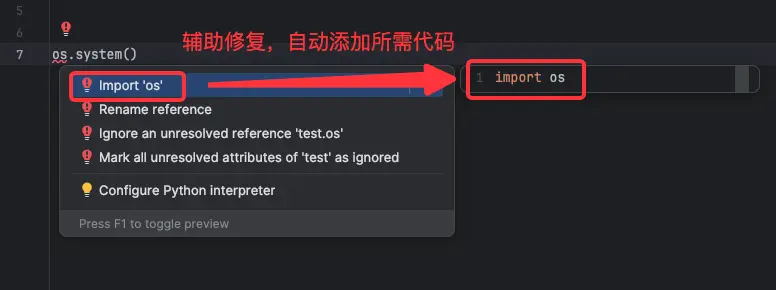 5
6
辅助修复，自动添加所需代码
7 os.system()
Import 'os'
1 import os
Rename reference
Ignore an unresolved reference 'test.os'
Mark all unresolved attributes of 'test' as ignored
Configure Python interpreter
Press F1 to toggle preview